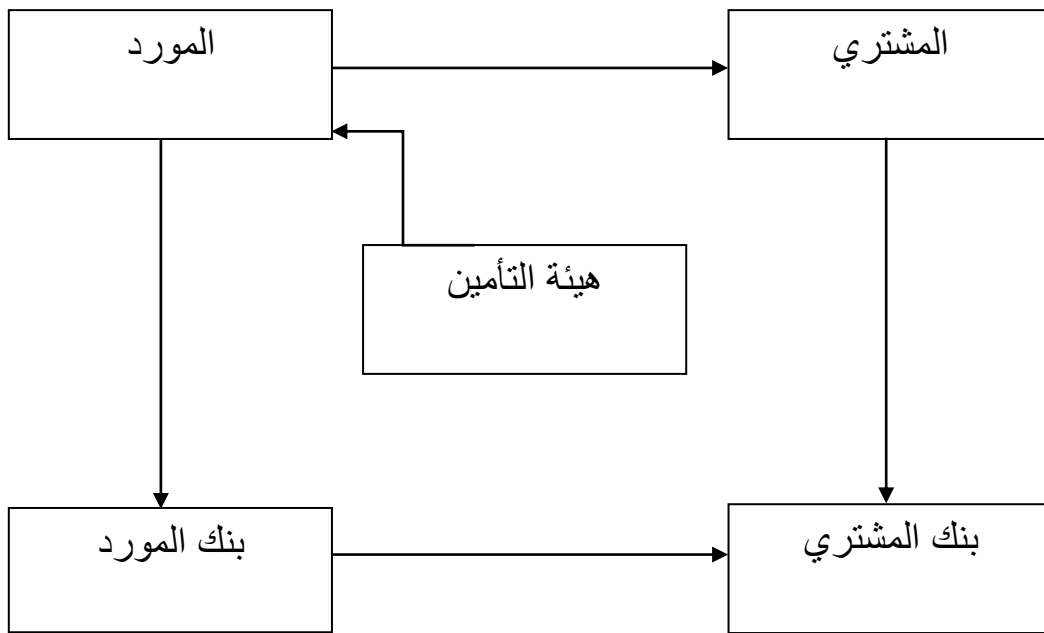 المشتري
المورد
هيئة التأمين
بنك المشتري
بنك المورد